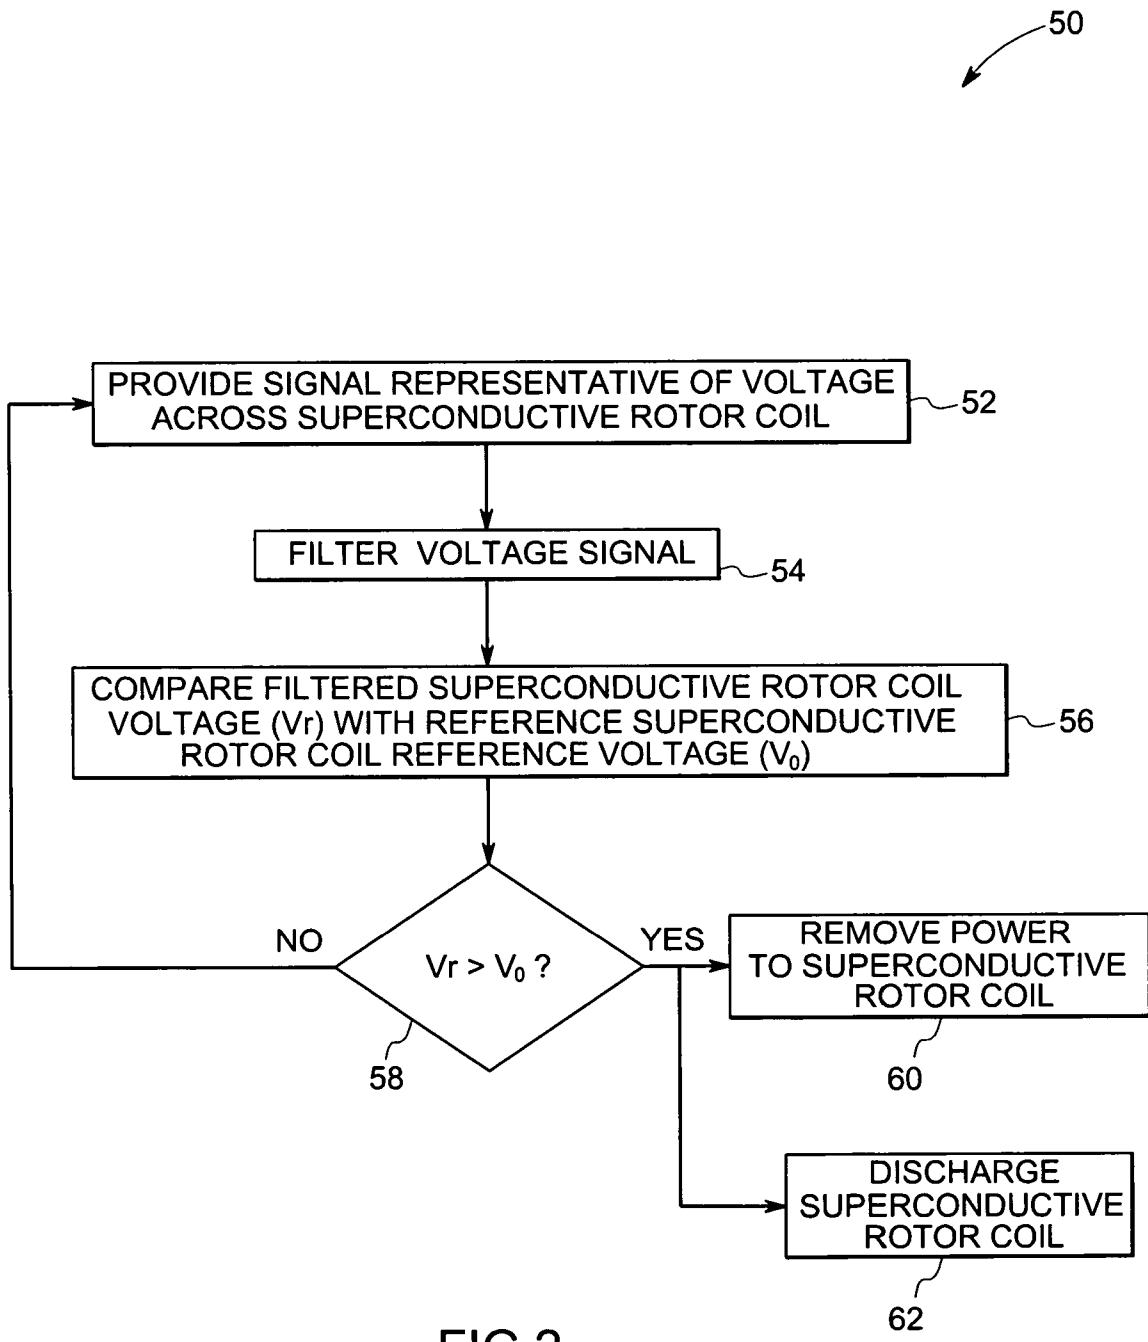 50
PROVIDE SIGNAL REPRESENTATIVE OF VOLTAGE
ACROSS SUPERCONDUCTIVE ROTOR COIL
52
FILTER VOLTAGE SIGNAL
54
COMPARE FILTERED SUPERCONDUCTIVE ROTOR COIL
VOLTAGE (Vr) WITH REFERENCE SUPERCONDUCTIVE
ROTOR COIL REFERENCE VOLTAGE (V₀)
56
NO
Vr > V₀ ?
YES
58
REMOVE POWER
TO SUPERCONDUCTIVE
ROTOR COIL
60
DISCHARGE
SUPERCONDUCTIVE
ROTOR COIL
62